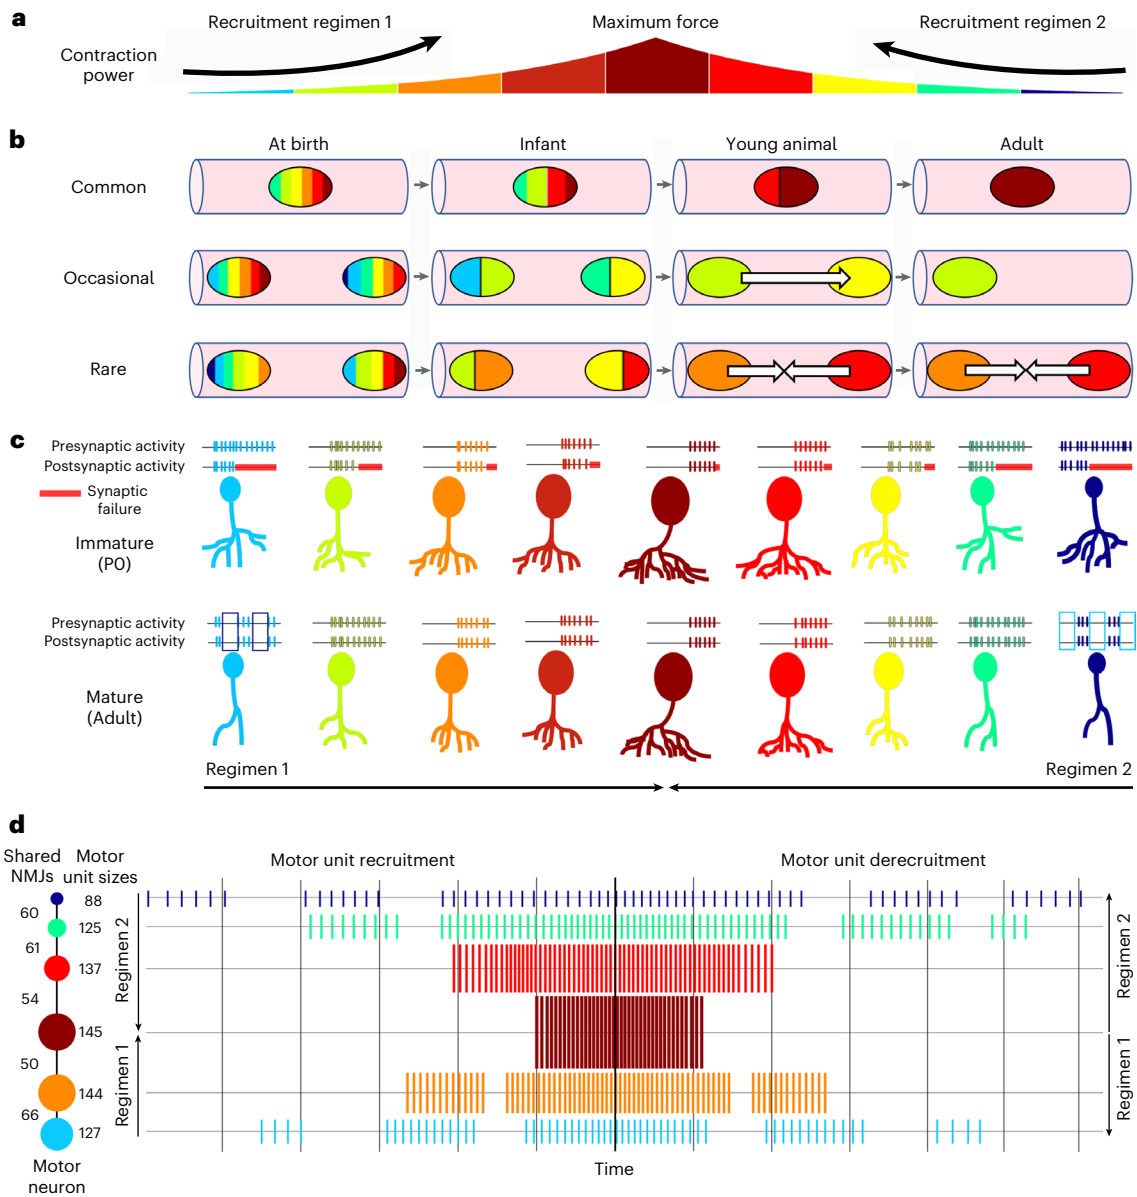 a
Recruitment regimen 1
Maximum force
Recruitment regimen 2
Contraction
power
b
At birth
Infant
Young animal
Adult
Common
Occasional
Rare
c
Presynaptic activity
Postsynaptic activity
Synaptic
failure
Immature
(P0)
Presynaptic activity
Postsynaptic activity
Mature
(Adult)
Regimen 1
Regimen 2
d
Shared
NMJs
Motor
unit sizes
Motor unit recruitment
Motor unit derecruitment
88
60
125
61
137
54
145
50
144
66
127
Regimen 2
Regimen 1
Regimen 2
Regimen 1
Motor
neuron
Time